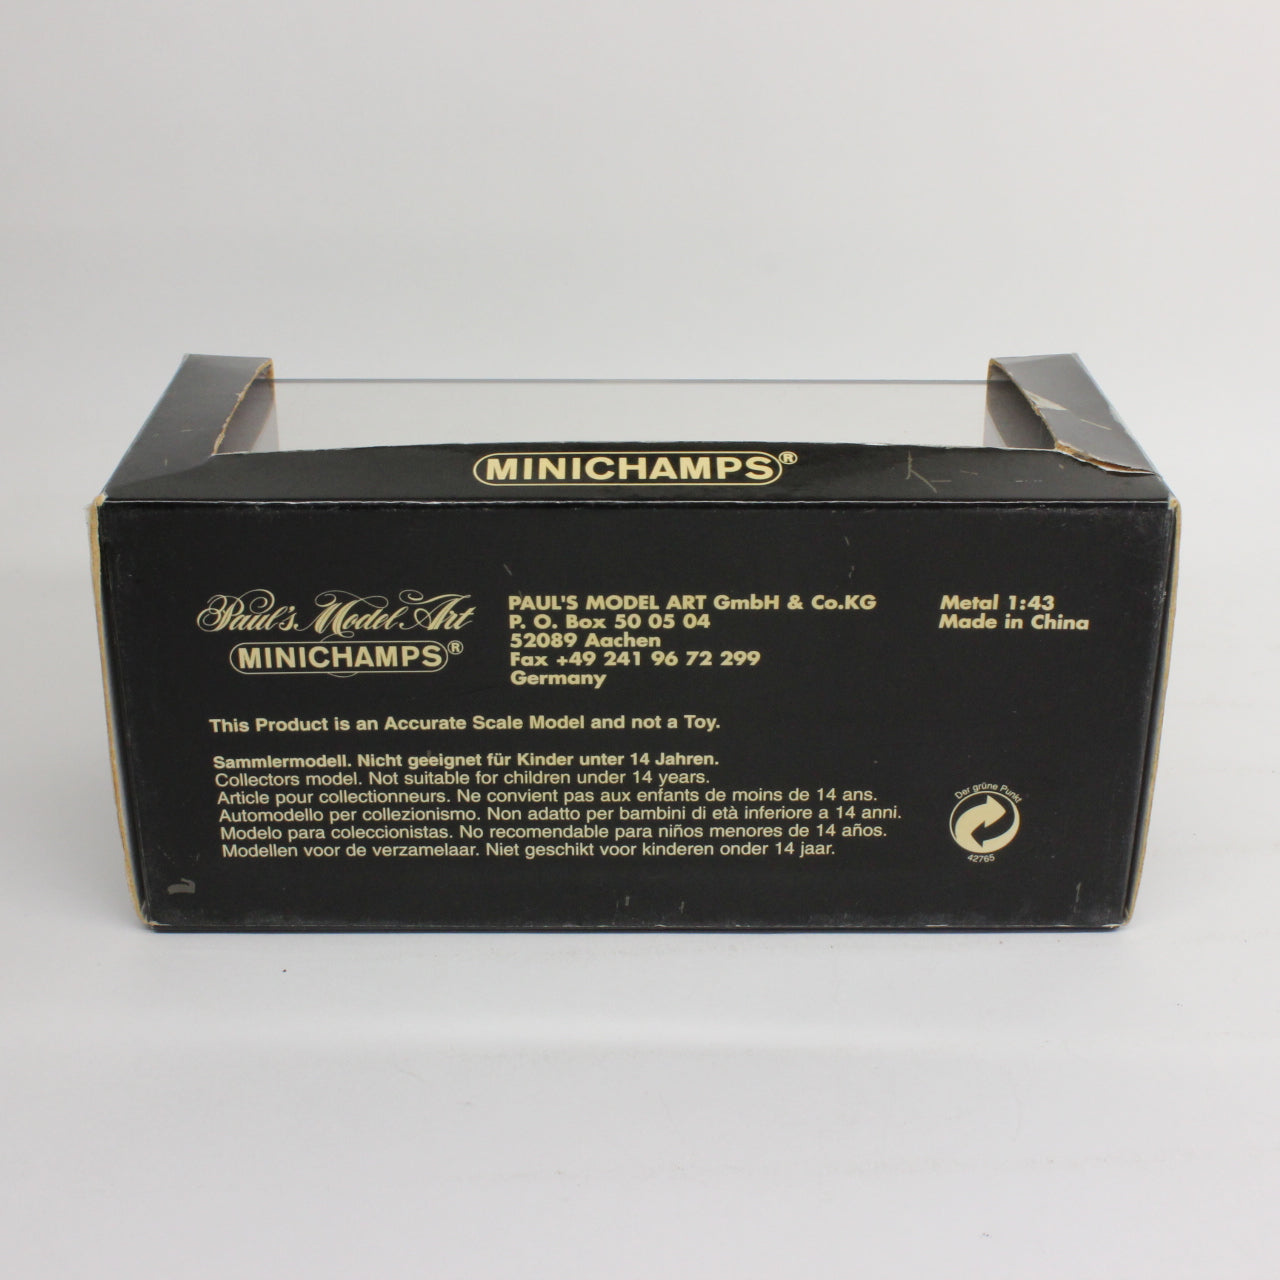 MINICHAMPS®
Paul's Model Art
MINICHAMPS®
PAUL'S MODEL ART GmbH & Co.KG
P. O. Box 50 05 04
52089 Aachen
Fax +49 241 96 72 299
Germany
Metal 1:43
Made in China
This Product is an Accurate Scale Model and not a Toy.
Sammlermodell. Nicht geeignet für Kinder unter 14 Jahren.
Collectors model. Not suitable for children under 14 years.
Article pour collectionneurs. Ne convient pas aux enfants de moins de 14 ans.
Automodello per collezionismo. Non adatto per bambini di età inferiore a 14 anni.
Modelo para coleccionistas. No recomendable para niños menores de 14 años.
Modellen voor de verzamelaar. Niet geschikt voor kinderen onder 14 jaar.
Der grüne Punkt
42765